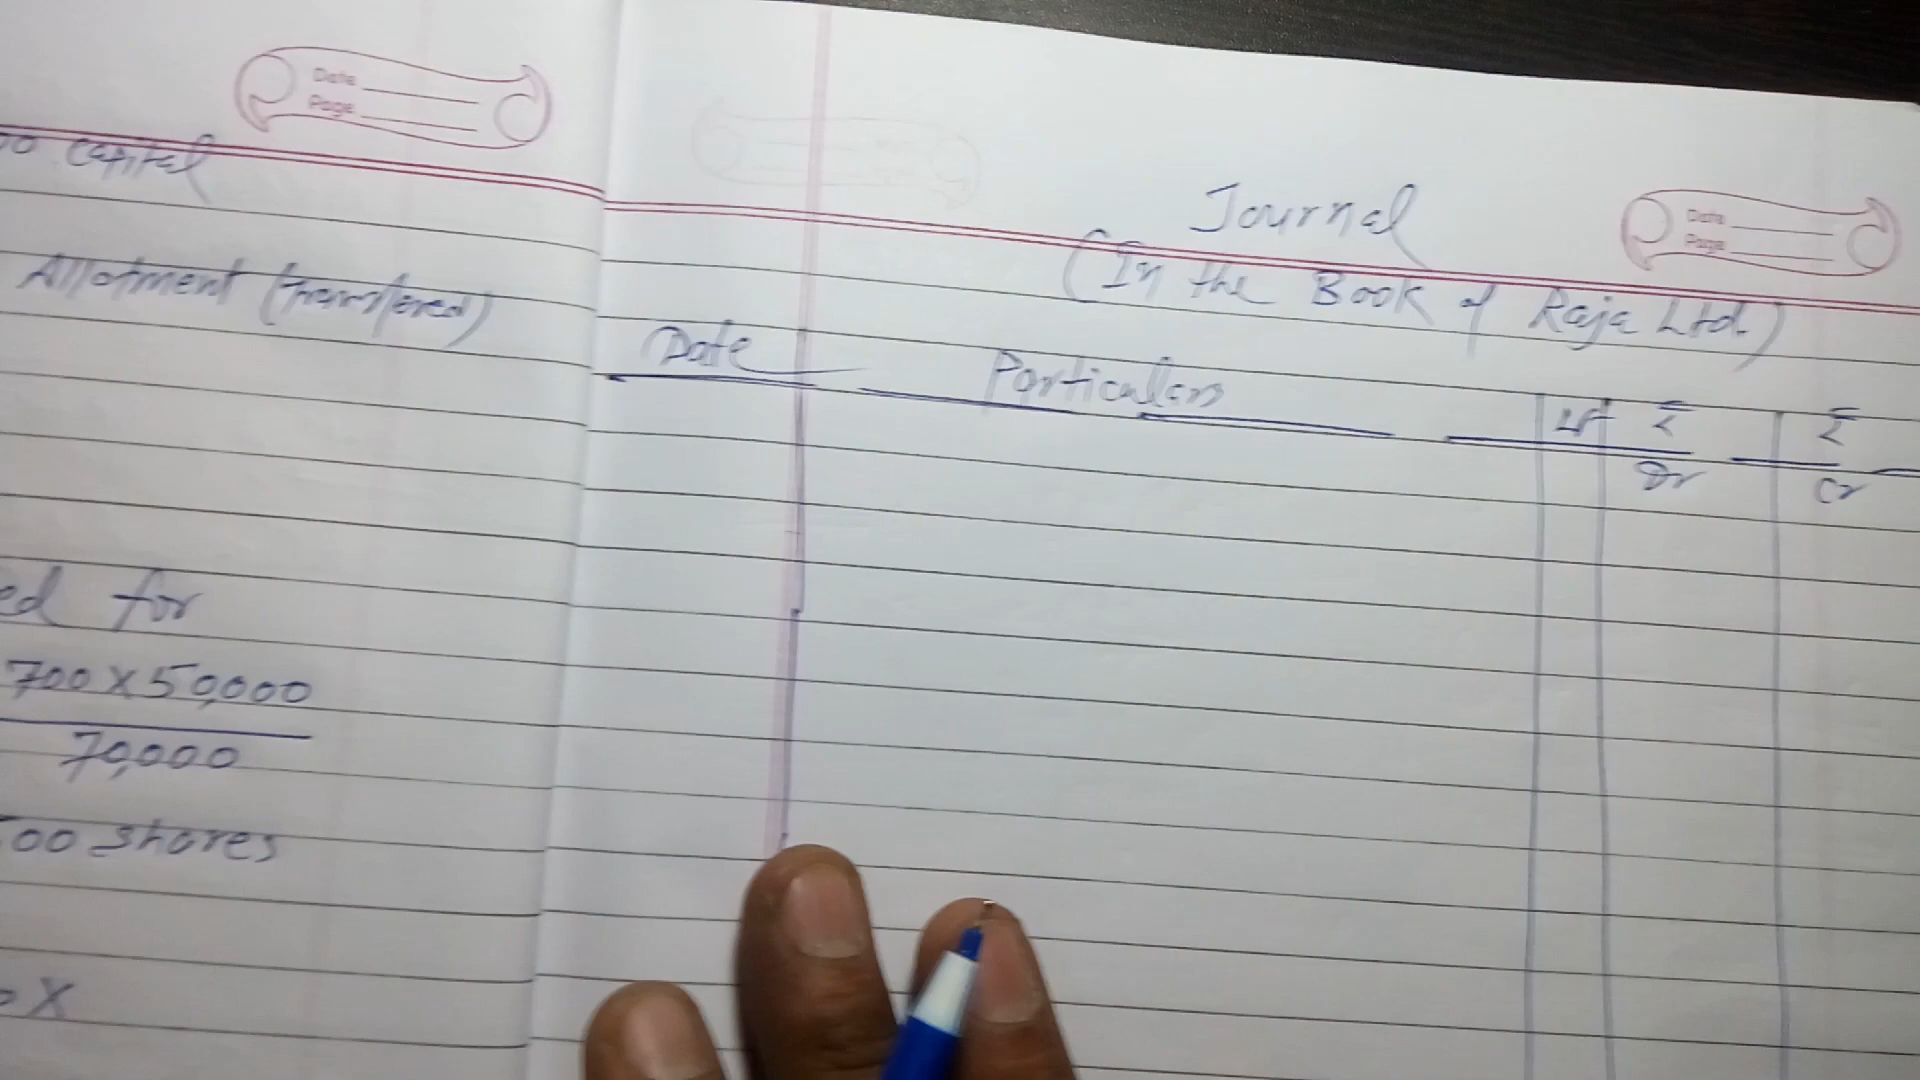 Date
Page
Capital
Allotment (transfered)
ed for
700 X 50,000
70,000
00 shares
X
Date
Page
Journal
(In the Book of Raja Ltd.)
Date Particulars LF ₹ ₹
Dr Cr